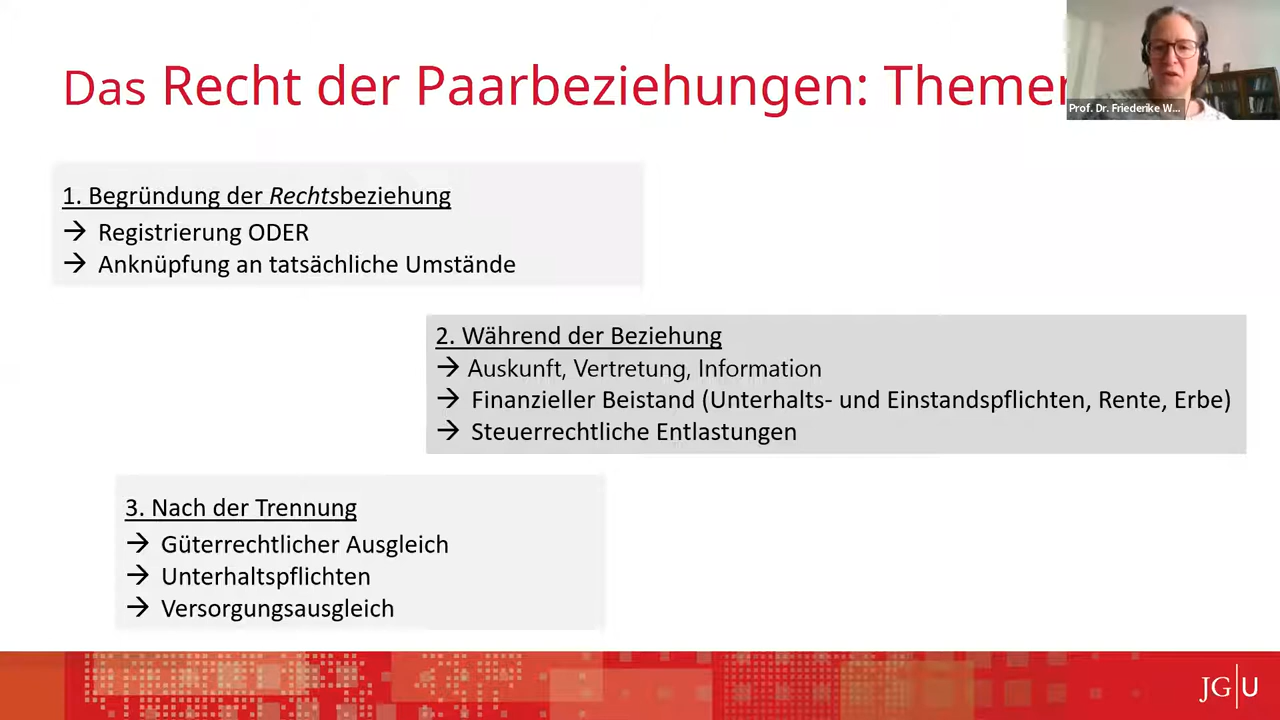 Das Recht der Paarbeziehungen: Themen
Prof. Dr. Friederike W...
1. Begründung der Rechtsbeziehung
→ Registrierung ODER
→ Anknüpfung an tatsächliche Umstände
2. Während der Beziehung
→ Auskunft, Vertretung, Information
→ Finanzieller Beistand (Unterhalts- und Einstandspflichten, Rente, Erbe)
→ Steuerrechtliche Entlastungen
3. Nach der Trennung
→ Güterrechtlicher Ausgleich
→ Unterhaltspflichten
→ Versorgungsausgleich
JG|U